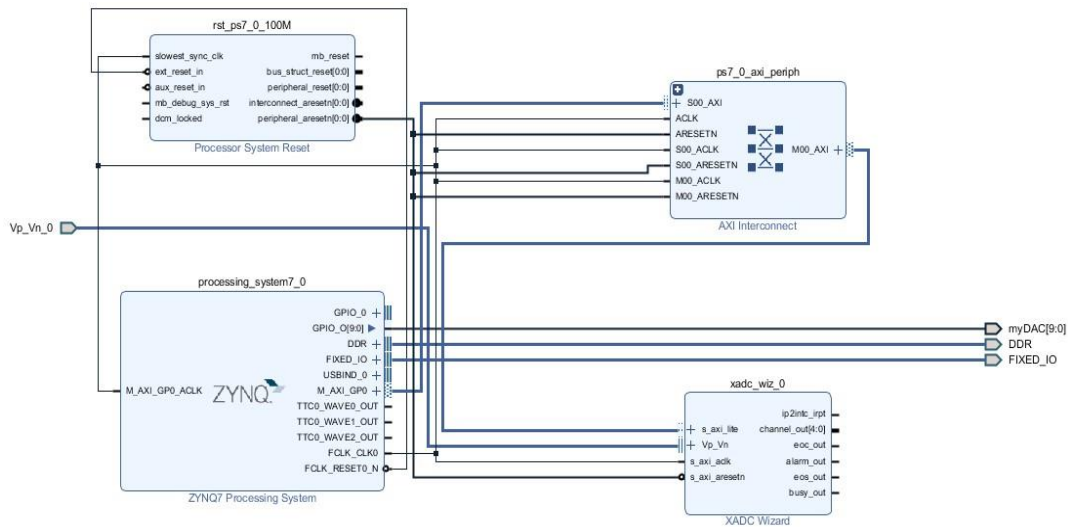 rst_ps7_0_100M
slowest_sync_clk
ext_reset_in
aux_reset_in
mb_debug_sys_rst
dcm_locked
mb_reset
bus_struct_reset[0:0]
peripheral_reset[0:0]
interconnect_aresetn[0:0]
peripheral_aresetn[0:0]
Processor System Reset
ps7_0_axi_periph
S00_AXI
ACLK
ARESETN
S00_ACLK
S00_ARESETN
M00_ACLK
M00_ARESETN
M00_AXI
AXI Interconnect
Vp_Vn_0
processing_system7_0
M_AXI_GP0_ACLK
ZYNQ
GPIO_0
GPIO_O[9:0]
DDR
FIXED_IO
USBIND_0
M_AXI_GP0
TTC0_WAVE0_OUT
TTC0_WAVE1_OUT
TTC0_WAVE2_OUT
FCLK_CLK0
FCLK_RESET0_N
ZYNQ7 Processing System
myDAC[9:0]
DDR
FIXED_IO
xadc_wiz_0
s_axi_lite
Vp_Vn
s_axi_aclk
s_axi_aresetn
ip2intc_irpt
channel_out[4:0]
eoc_out
alarm_out
eos_out
busy_out
XADC Wizard